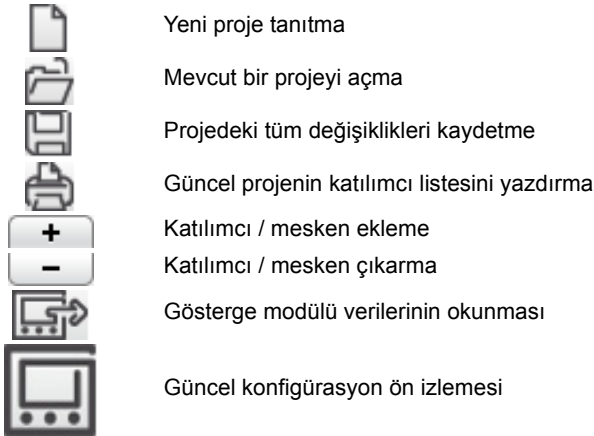 Yeni proje tanıtma
Mevcut bir projeyi açma
Projedeki tüm değişiklikleri kaydetme
Güncel projenin katılımcı listesini yazdırma
+ Katılımcı / mesken ekleme
– Katılımcı / mesken çıkarma
Gösterge modülü verilerinin okunması
Güncel konfigürasyon ön izlemesi